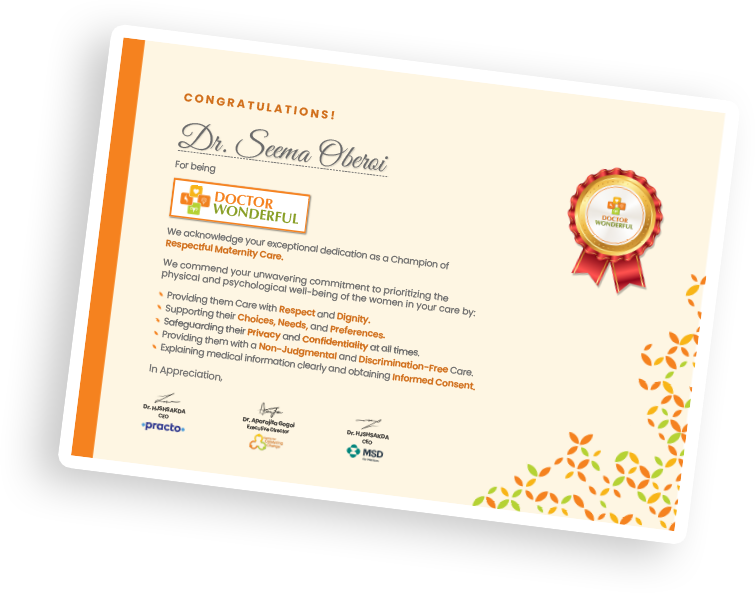 CONGRATULATIONS!
Dr. Seema Oberoi
For being
DOCTOR
WONDERFUL
We acknowledge your exceptional dedication as a Champion of
Respectful Maternity Care.
We commend your unwavering commitment to prioritizing the
physical and psychological well-being of the women in your care by:
Providing them Care with Respect and Dignity.
Supporting their Choices, Needs, and Preferences.
Safeguarding their Privacy and Confidentiality at all times.
Providing them with a Non-Judgmental and Discrimination-Free Care.
Explaining medical information clearly and obtaining Informed Consent.
In Appreciation,
Dr. HJSHSAKDA
CEO
•practo•
Dr. Aparajita Gogoi
Executive Director
Dr. HJSHSAKDA
CEO
MSD
DOCTOR
WONDERFUL